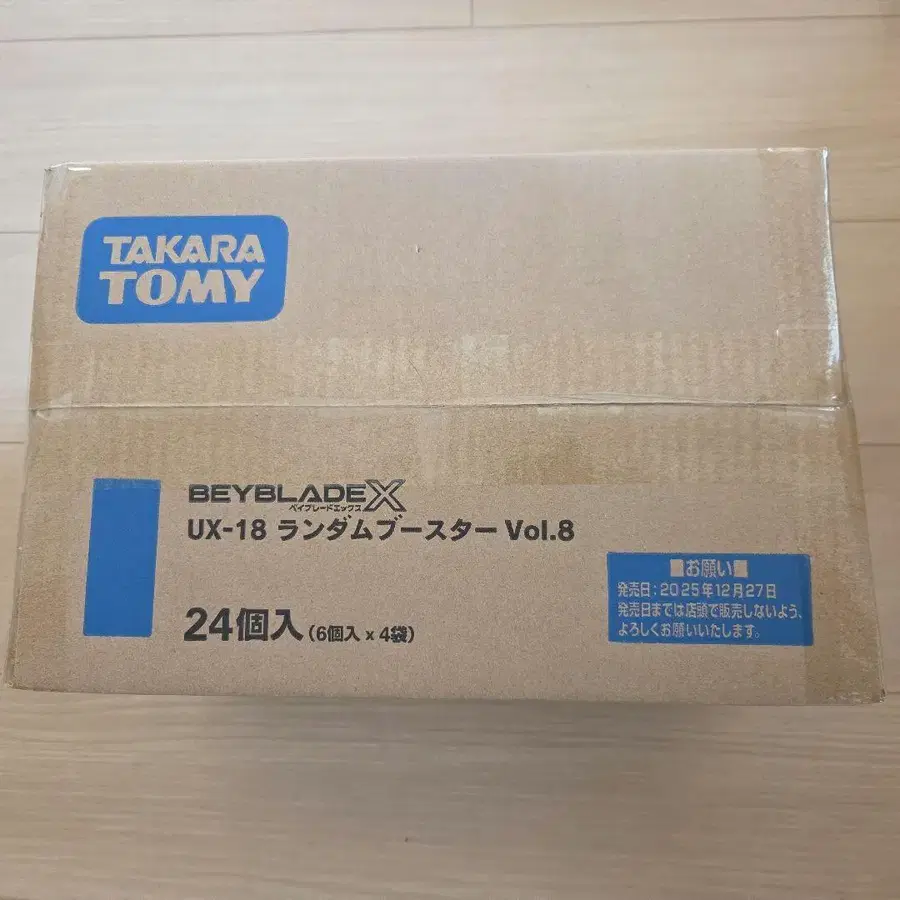 TAKARA
TOMY
BEYBLADE X
ベイブレードエックス
UX-18 ランダムブースター Vol.8
24個入 (6個入 x 4袋)
■お願い■
発売日：2025年12月27日
発売日までは店頭で販売しないよう、
よろしくお願いいたします。